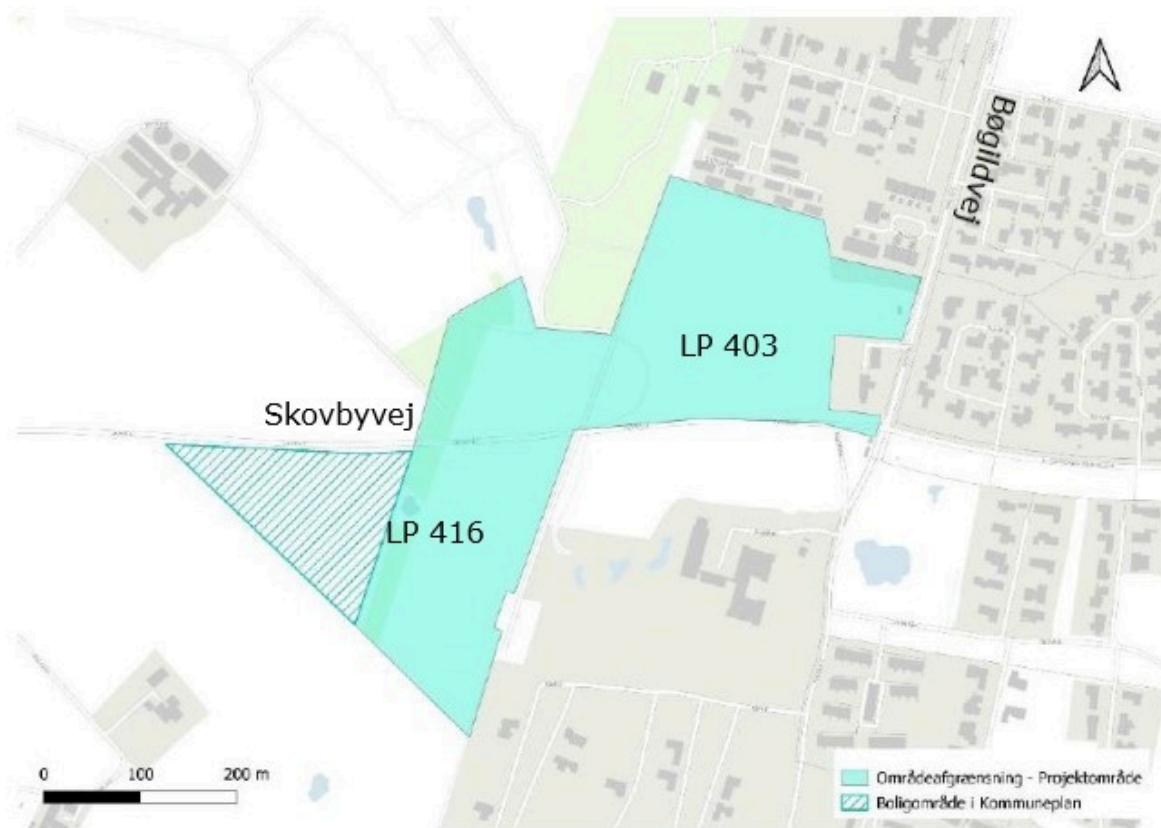 Bøgildvej
LP 403
Skovbyvej
LP 416
0 100 200 m
Områdeafgrænsning - Projektområde
Boligområde i Kommuneplan